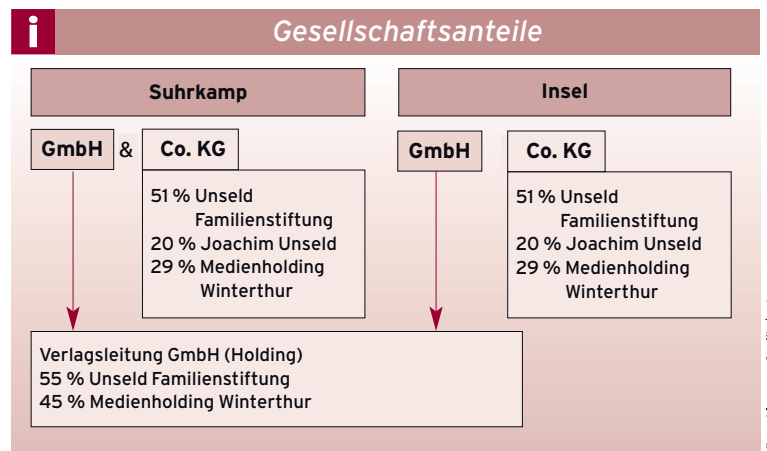 i Gesellschaftsanteile
Suhrkamp
GmbH & Co. KG
51 % Unseld
Familienstiftung
20 % Joachim Unseld
29 % Medienholding
Winterthur
Insel
GmbH Co. KG
51 % Unseld
Familienstiftung
20 % Joachim Unseld
29 % Medienholding
Winterthur
Verlagsleitung GmbH (Holding)
55 % Unseld Familienstiftung
45 % Medienholding Winterthur